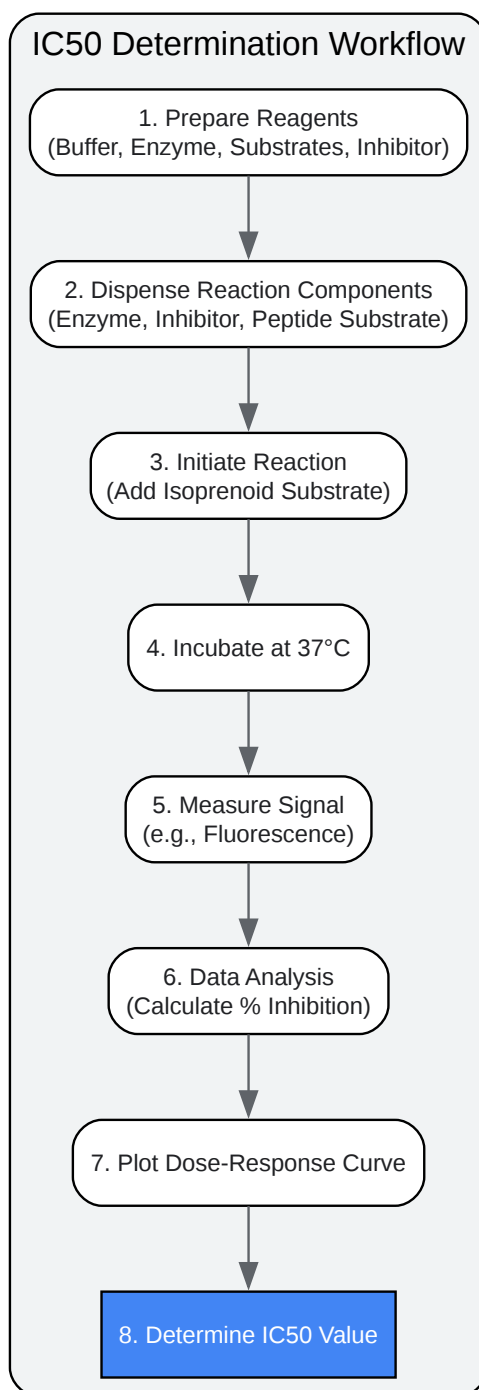 IC50 Determination Workflow
1. Prepare Reagents
(Buffer, Enzyme, Substrates, Inhibitor)
2. Dispense Reaction Components
(Enzyme, Inhibitor, Peptide Substrate)
3. Initiate Reaction
(Add Isoprenoid Substrate)
4. Incubate at 37°C
5. Measure Signal
(e.g., Fluorescence)
6. Data Analysis
(Calculate % Inhibition)
7. Plot Dose-Response Curve
8. Determine IC50 Value